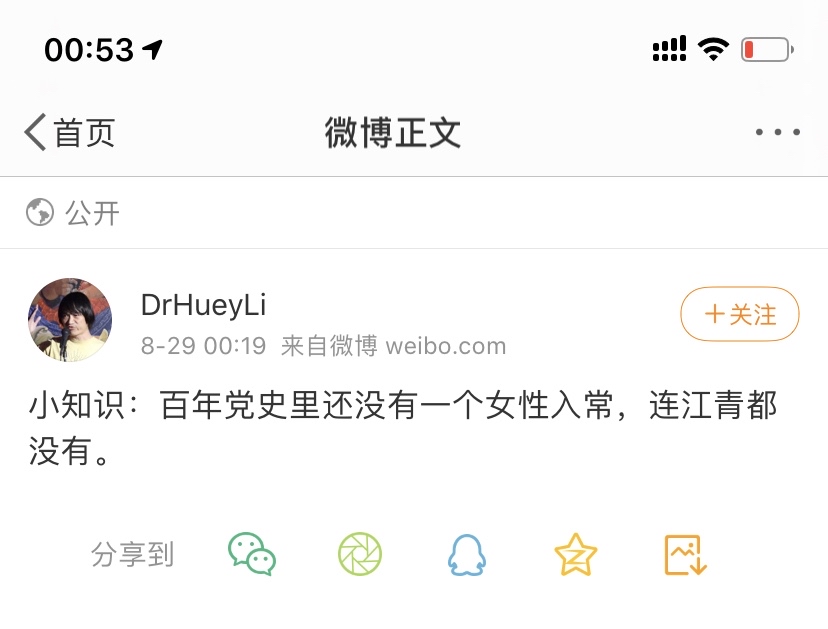 00:53
首页
微博正文
公开
DrHueyLi
8-29 00:19 来自微博 weibo.com
+关注
小知识：百年党史里还没有一个女性入常，连江青都
没有。
分享到